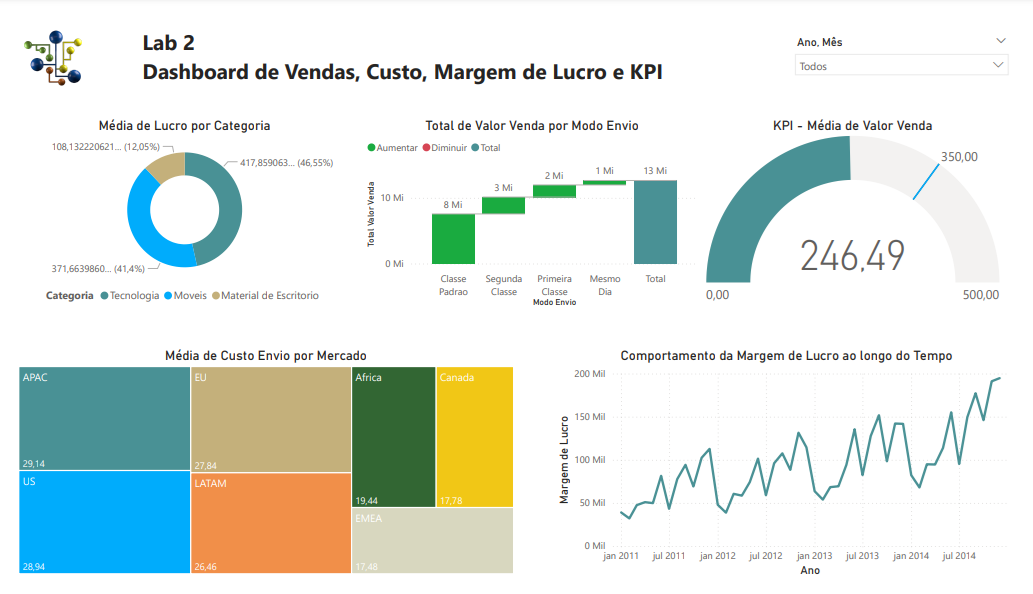 Lab 2
Dashboard de Vendas, Custo, Margem de Lucro e KPI
Ano, Mês
Todos
Média de Lucro por Categoria
108,132220621... (12,05%)
417,859063... (46,55%)
371,6639860... (41,4%)
Categoria Tecnologia Moveis Material de Escritorio
Total de Valor Venda por Modo Envio
Aumentar Diminuir Total
Total Valor Venda
10 Mi
0 Mi
8 Mi
3 Mi
2 Mi
1 Mi
13 Mi
Classe
Padrao
Segunda
Classe
Primeira
Classe
Mesmo
Dia
Total
Modo Envio
KPI - Média de Valor Venda
350,00
246,49
0,00
500,00
Média de Custo Envio por Mercado
APAC
29,14
US
28,94
EU
27,84
LATAM
26,46
Africa
19,44
Canada
17,78
EMEA
17,48
Comportamento da Margem de Lucro ao longo do Tempo
Margem de Lucro
200 Mil
150 Mil
100 Mil
50 Mil
0 Mil
jan 2011 jul 2011 jan 2012 jul 2012 jan 2013 jul 2013 jan 2014 jul 2014
Ano